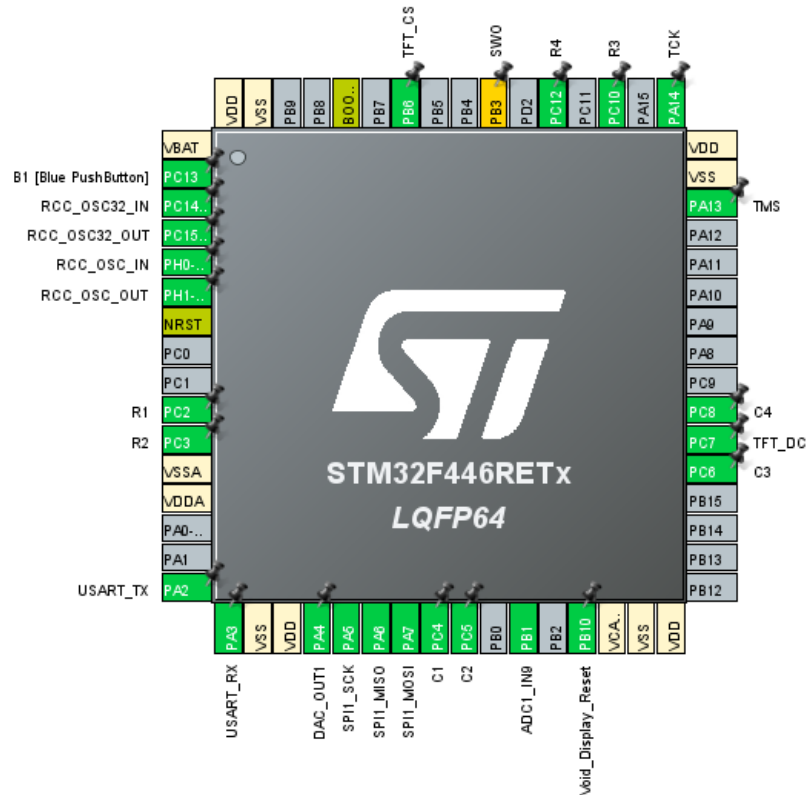 TFT_CS
SWO
R4
R3
TCK
VDD
VSS
PB9
PB8
BOO..
PB7
PB6
PB5
PB4
PB3
PD2
PC12
PC11
PC10
PA15
PA14
VBAT
B1 [Blue PushButton] PC13
RCC_OSC32_IN PC14..
RCC_OSC32_OUT PC15..
RCC_OSC_IN PH0-..
RCC_OSC_OUT PH1-..
NRST
PC0
PC1
R1 PC2
R2 PC3
VSSA
VDDA
PA0-..
PA1
USART_TX PA2
ST
STM32F446RETx
LQFP64
VDD
VSS
PA13 TMS
PA12
PA11
PA10
PA9
PA8
PC9
PC8 C4
PC7 TFT_DC
PC6 C3
PB15
PB14
PB13
PB12
PA3
VSS
VDD
PA4
PA5
PA6
PA7
PC4
PC5
PB0
PB1
PB2
PB10
VCA..
VSS
VDD
USART_RX
DAC_OUT1
SPI1_SCK
SPI1_MISO
SPI1_MOSI
C1
C2
ADC1_IN9
Void_Display_Reset